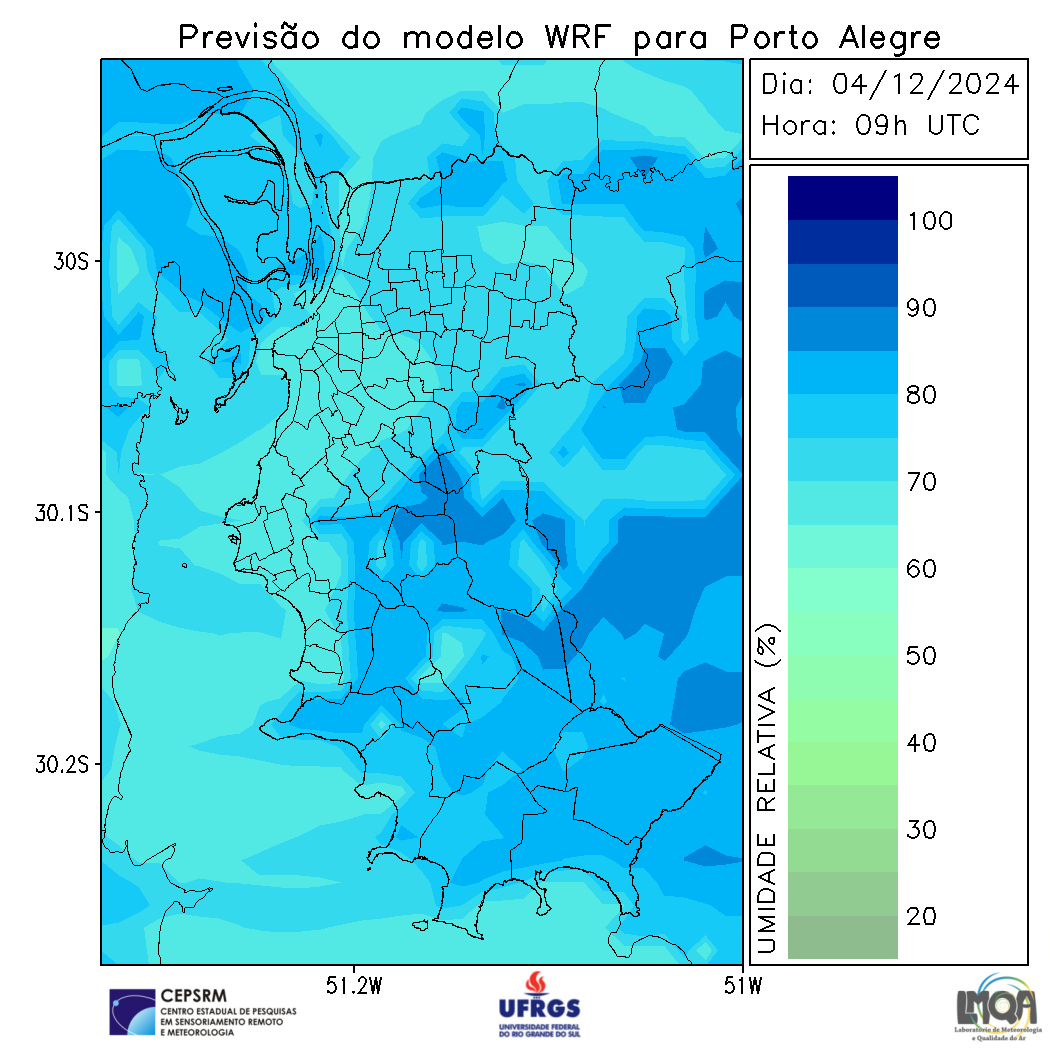 Previsão do modelo WRF para Porto Alegre
Dia: 04/12/2024
Hora: 09h UTC
30S
30.1S
30.2S
51.2W
51W
100
90
80
70
60
50
40
30
20
UMIDADE RELATIVA (%)
CEPSRM
CENTRO ESTADUAL DE PESQUISAS
EM SENSORIAMENTO REMOTO
E METEOROLOGIA
UFRGS
UNIVERSIDADE FEDERAL
DO RIO GRANDE DO SUL
LMQA
Laboratório de Meteorologia
e Qualidade do Ar